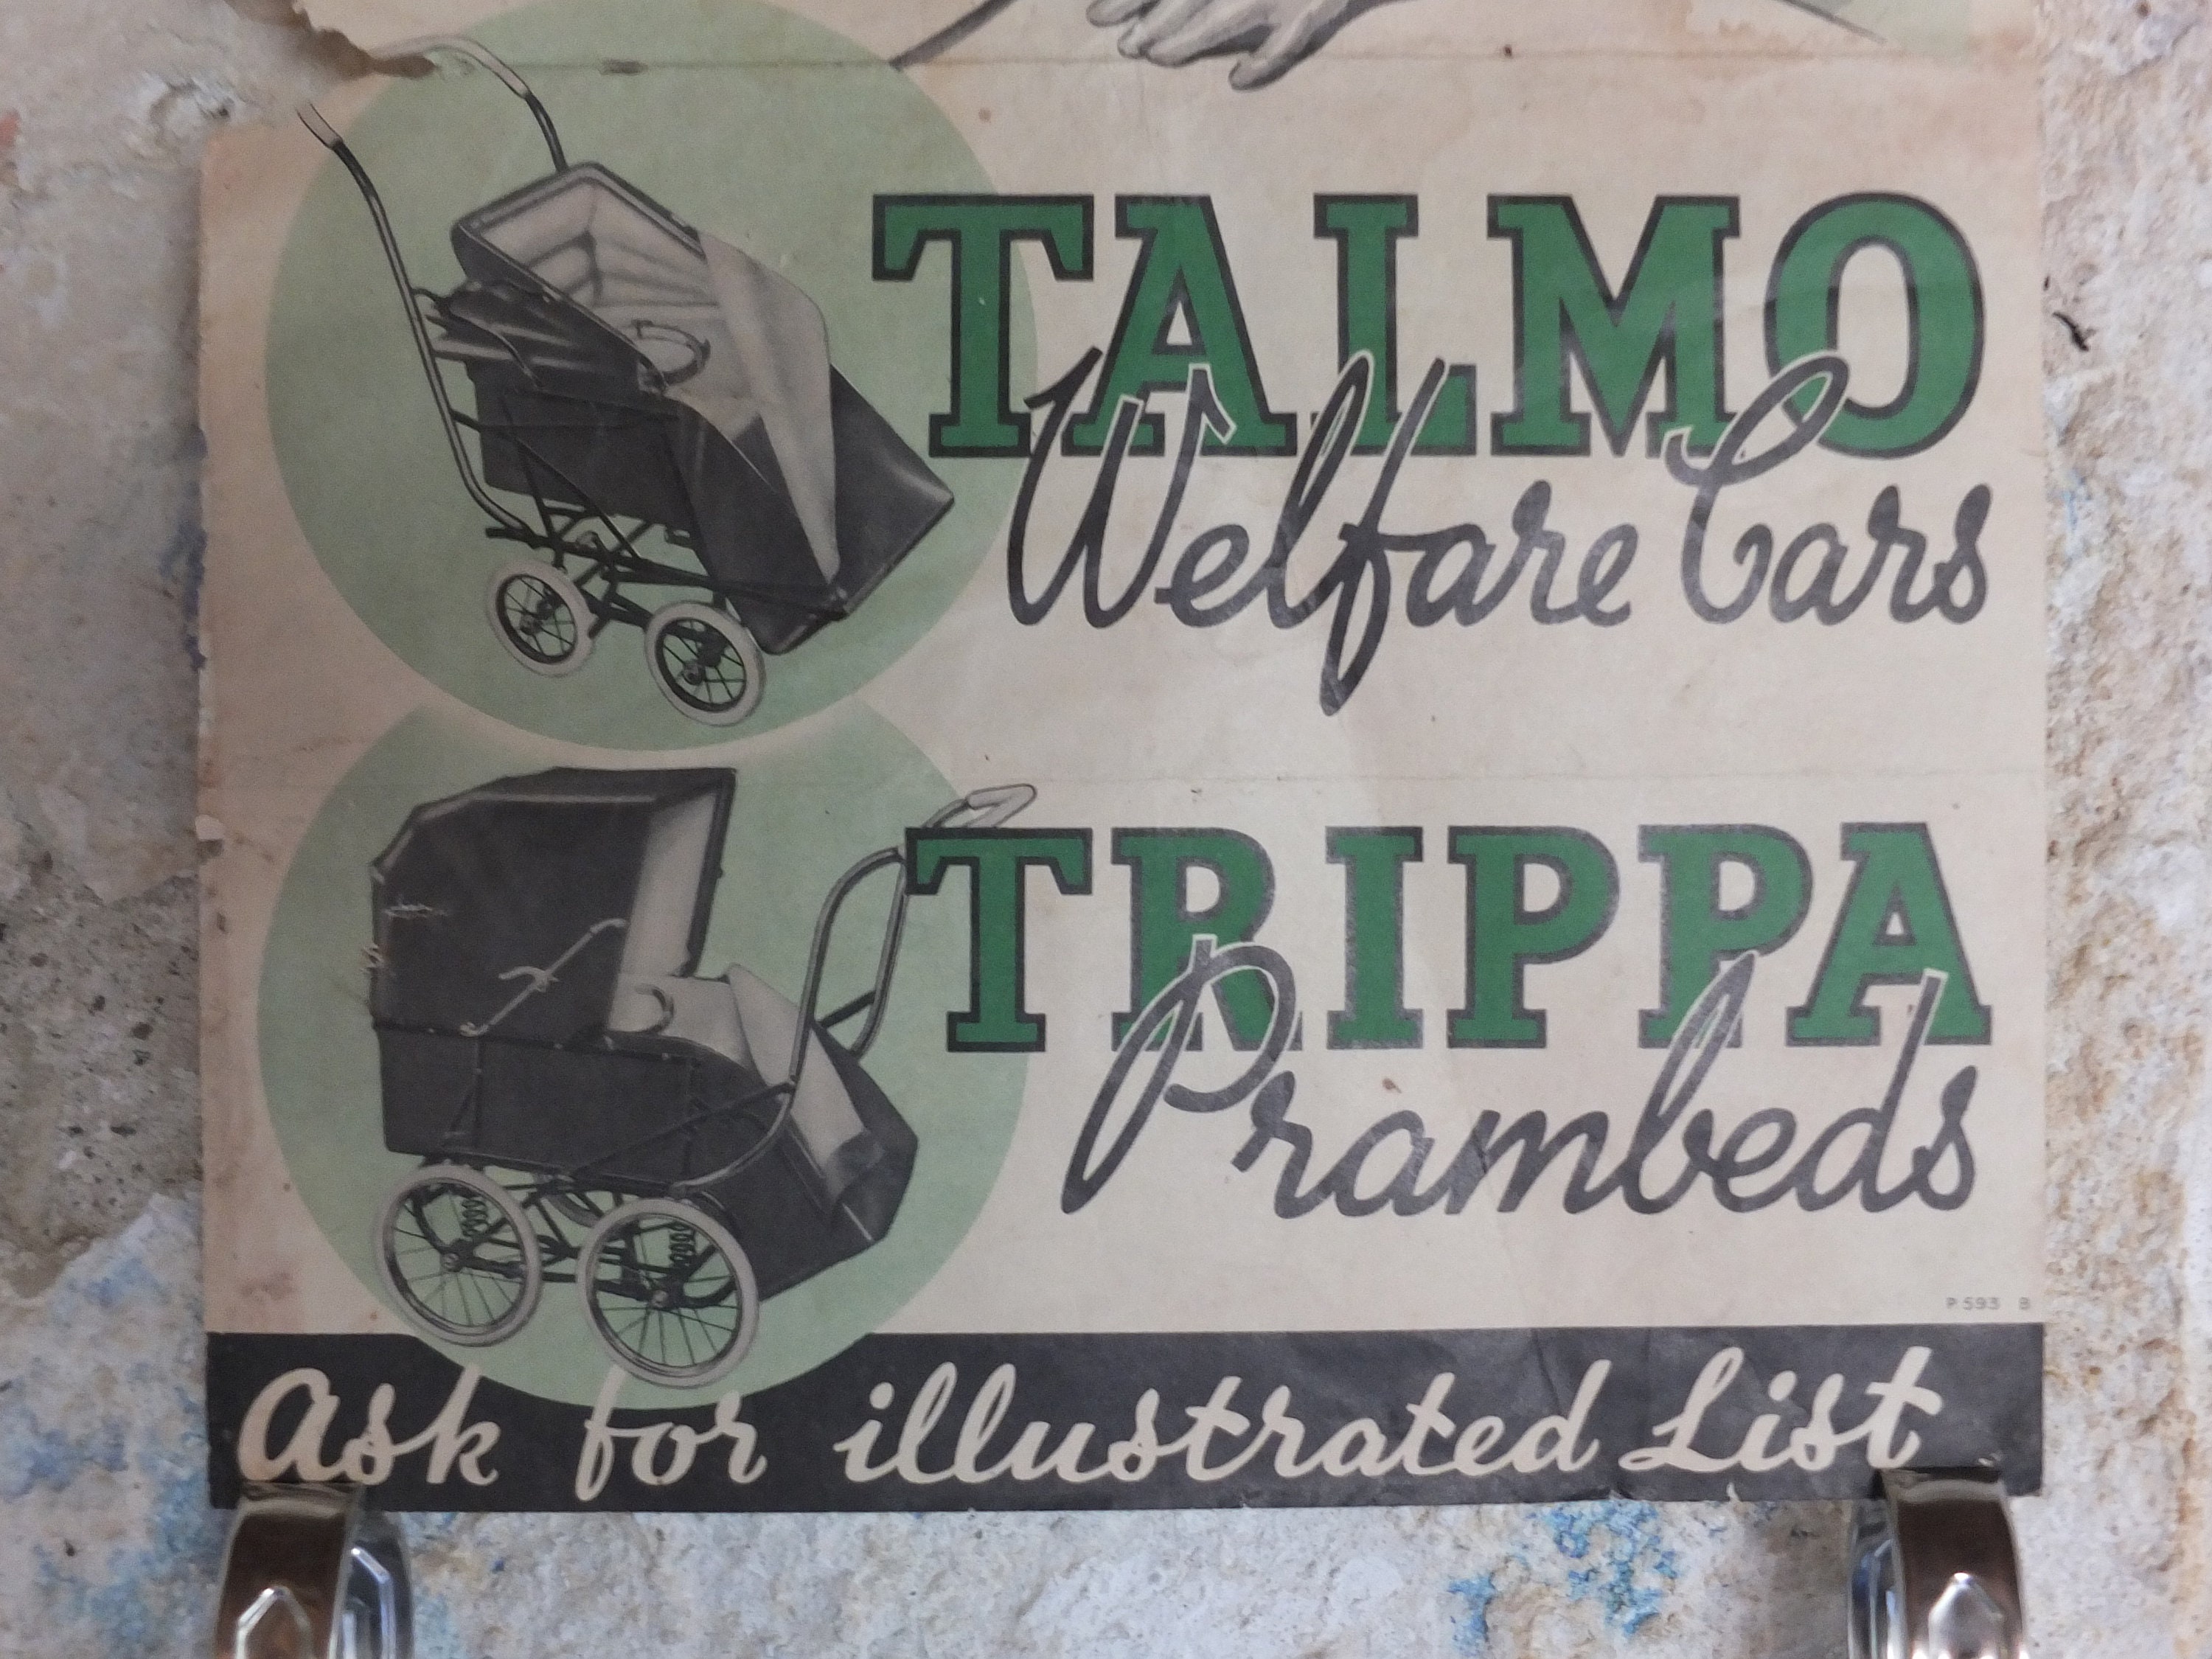 TALMO
Welfare Cars
TRIPPA
Prambeds
P 593 B
Ask for illustrated List